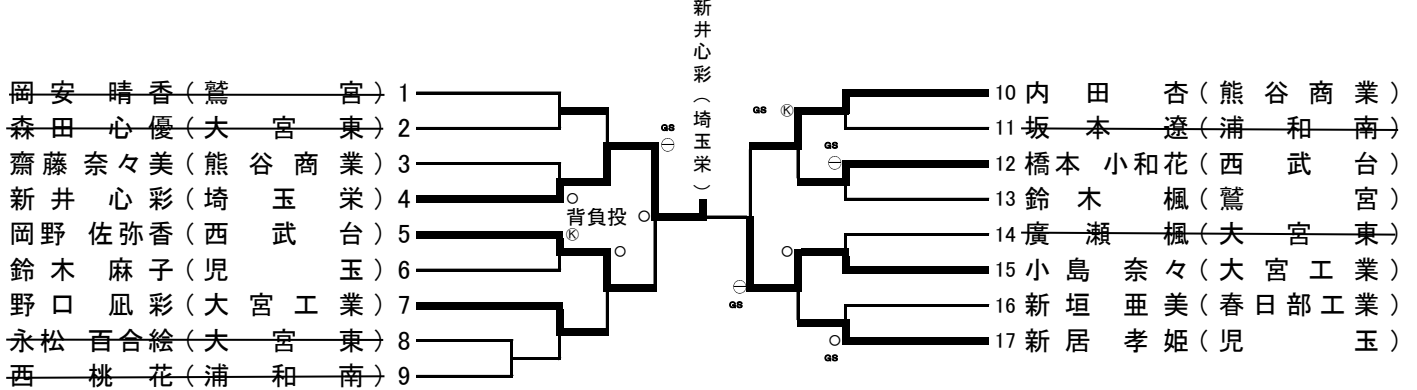 新井心彩(埼玉栄)
岡安 晴香(鷲宮) 1
森田心優(大宮東) 2
齋藤奈々美(熊谷商業) 3
新井心彩(埼玉栄) 4
岡野 佐弥香(西武台) 5
鈴木麻子(児玉) 6
野口凪彩(大宮工業) 7
永松 百合絵(大宮東) 8
西桃花(浦和南) 9
GS
○
背負投 ○
Ⓚ
○
GS Ⓚ
GS
○
GS
○
GS
10 内田杏(熊谷商業)
11 坂本遼(浦和南)
12 橋本 小和花(西武台)
13 鈴木楓(鷲宮)
14 廣瀬楓(大宮東)
15 小島奈々(大宮工業)
16 新垣亜美(春日部工業)
17 新居孝姫(児玉)